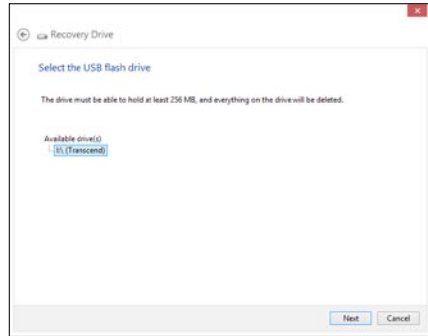 Recovery Drive
Select the USB flash drive
The drive must be able to hold at least 256 MB, and everything on the drive will be deleted.
Available drive(s)
I:\ (Transcend)
Next Cancel